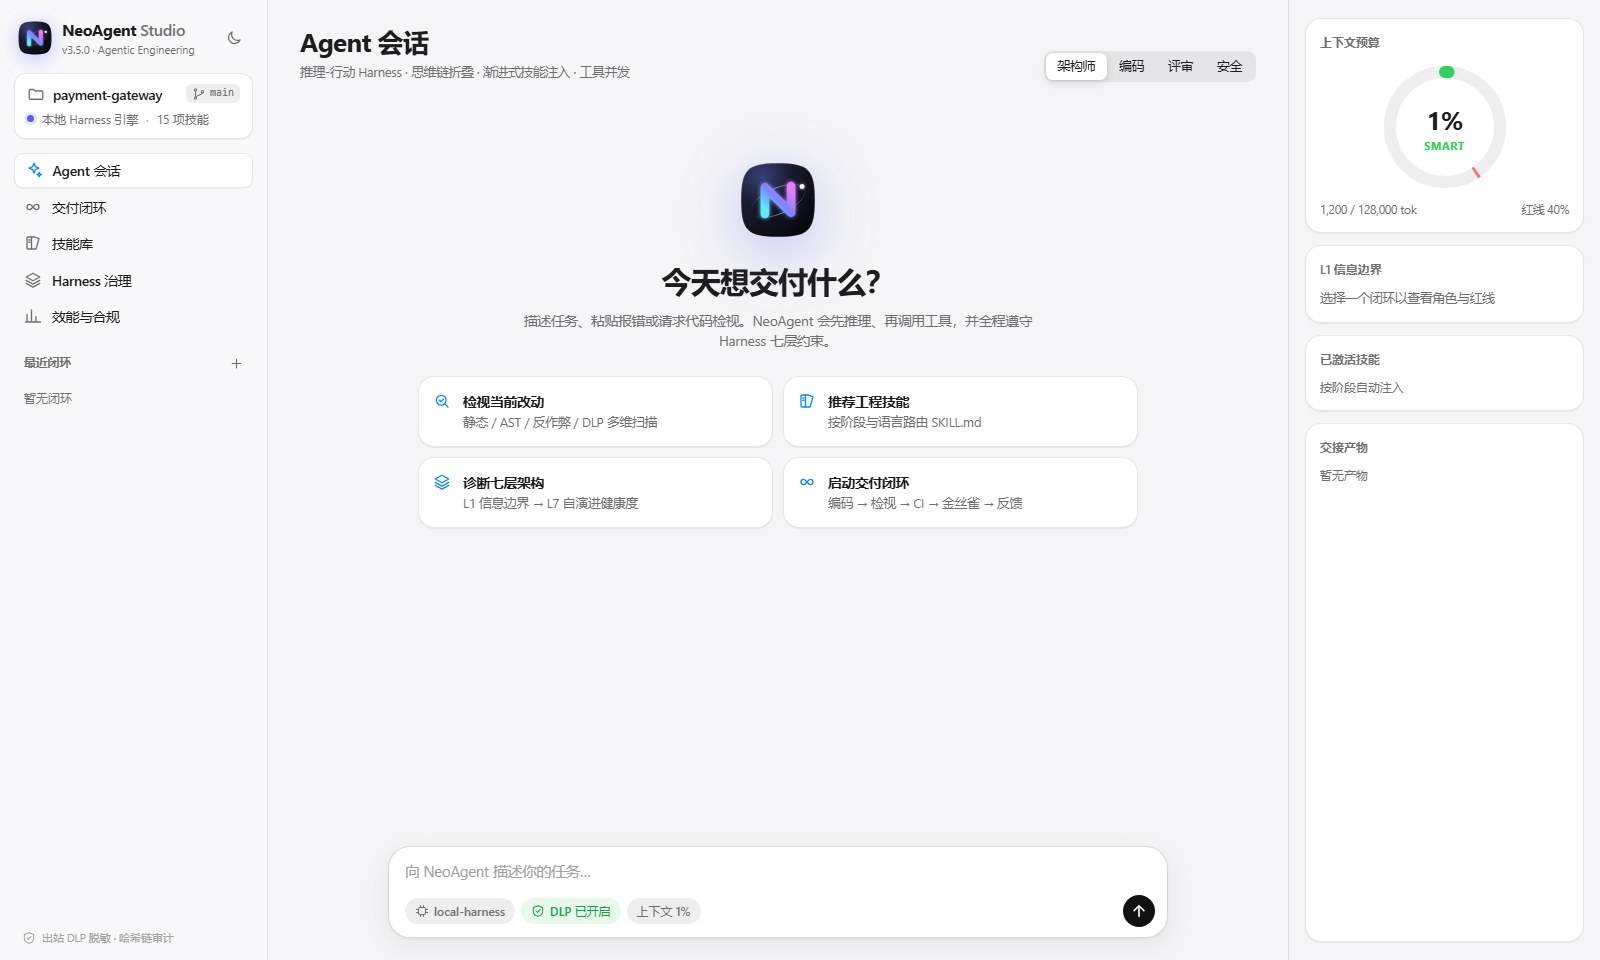 NeoAgent Studio
v3.5.0 · Agentic Engineering
payment-gateway
main
本地 Harness 引擎 · 15 项技能
Agent 会话
交付闭环
技能库
Harness 治理
效能与合规
最近闭环
暂无闭环
出站 DLP 脱敏 · 哈希链审计
Agent 会话
推理-行动 Harness · 思维链折叠 · 渐进式技能注入 · 工具并发
架构师
编码
评审
安全
今天想交付什么？
描述任务、粘贴报错或请求代码检视。NeoAgent 会先推理、再调用工具，并全程遵守
Harness 七层约束。
检视当前改动
静态 / AST / 反作弊 / DLP 多维扫描
推荐工程技能
按阶段与语言路由 SKILL.md
诊断七层架构
L1 信息边界 → L7 自演进健康度
启动交付闭环
编码 → 检视 → CI → 金丝雀 → 反馈
向 NeoAgent 描述你的任务...
local-harness
DLP 已开启
上下文 1%
上下文预算
1%
SMART
1,200 / 128,000 tok
红线 40%
L1 信息边界
选择一个闭环以查看角色与红线
已激活技能
按阶段自动注入
交接产物
暂无产物